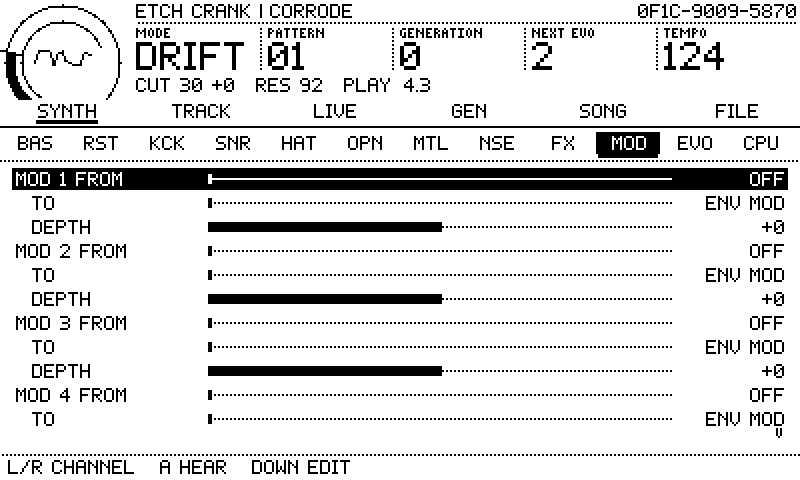 ETCH CRANK | CORRODE 0F1C-9009-5870
MODE PATTERN GENERATION NEXT EVO TEMPO
DRIFT 01 0 2 124
CUT 30 +0 RES 92 PLAY 4.3
SYNTH TRACK LIVE GEN SONG FILE
BAS RST KCK SNR HAT OPN MTL NSE FX MOD EVO CPU
MOD 1 FROM OFF
TO ENV MOD
DEPTH +0
MOD 2 FROM OFF
TO ENV MOD
DEPTH +0
MOD 3 FROM OFF
TO ENV MOD
DEPTH +0
MOD 4 FROM OFF
TO ENV MOD
L/R CHANNEL A HEAR DOWN EDIT